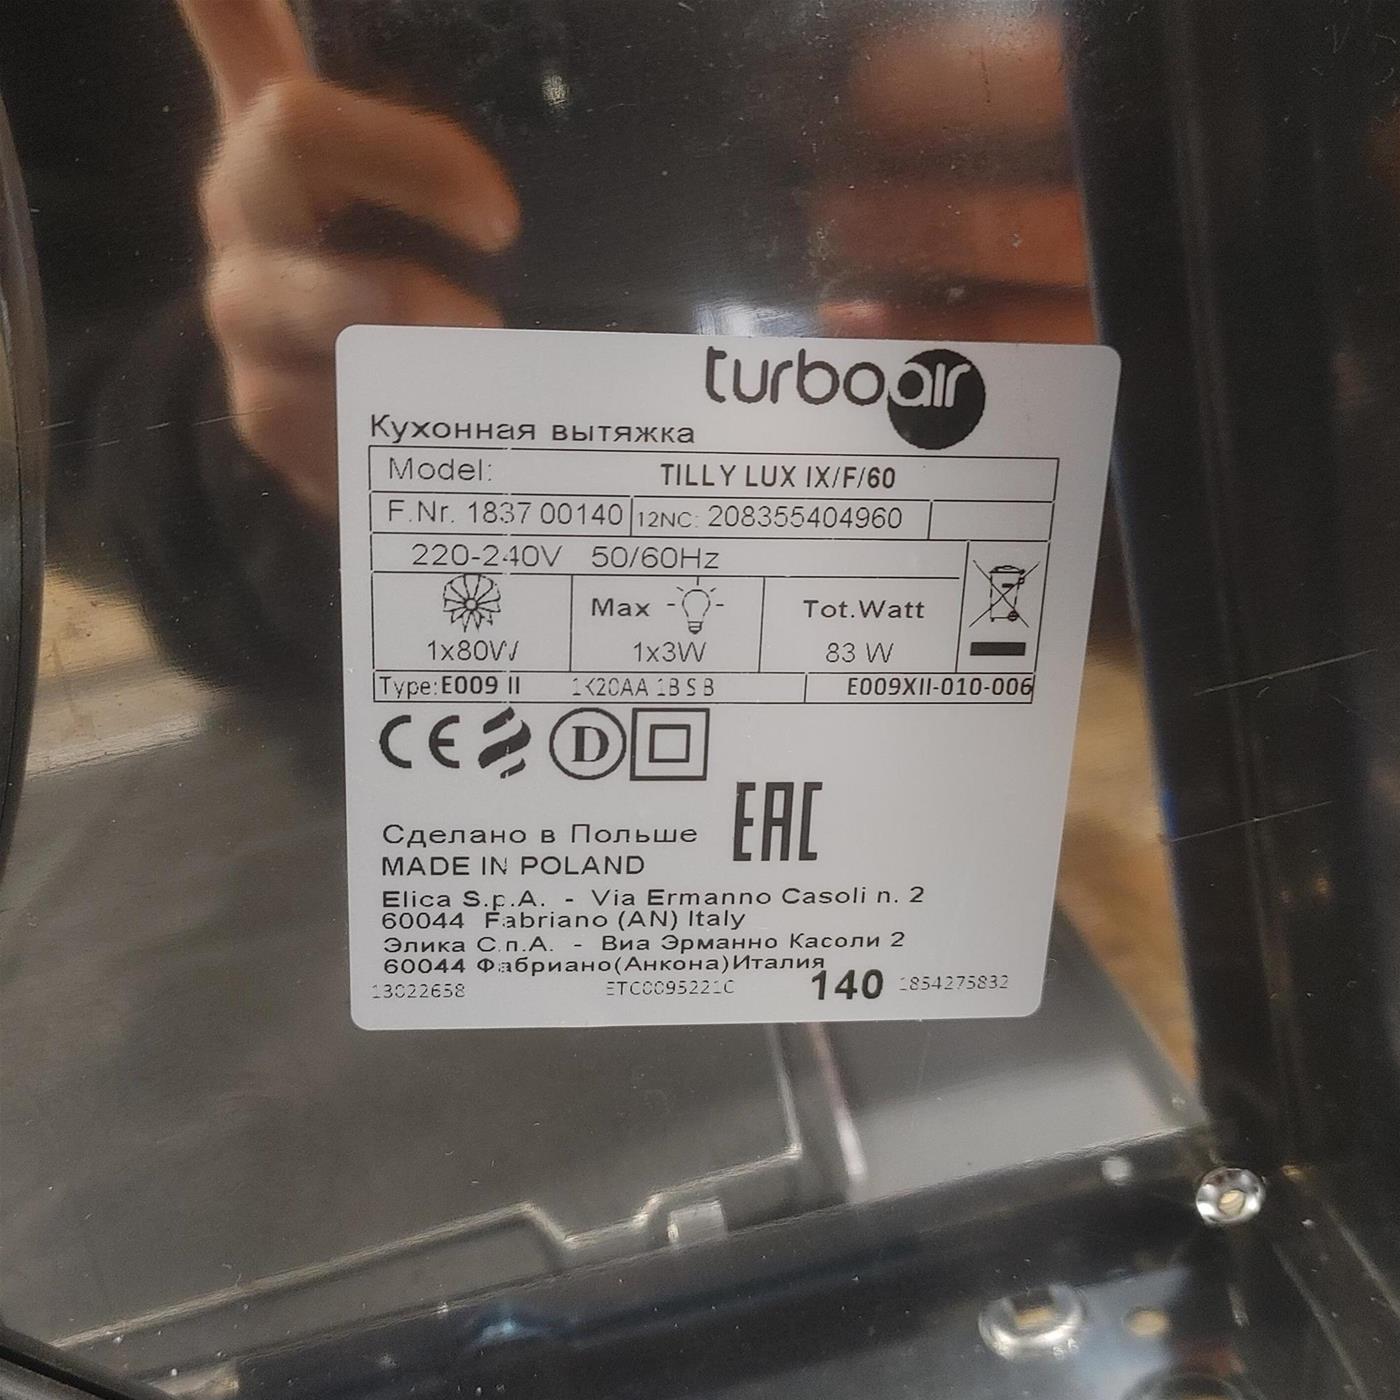 turboair
Кухонная вытяжка
Model: TILLY LUX IX/F/60
F.Nr. 1837 00140 12NC: 208355404960
220-240V 50/60Hz
Max Tot.Watt
1x80W 1x3W 83 W
Type: E009 II 1K20AA 1B S B E009XII-010-006
CE D
EAC
Сделано в Польше
MADE IN POLAND
Elica S.p.A. - Via Ermanno Casoli n. 2
60044 Fabriano (AN) Italy
Элика С.п.А. - Виа Эрманно Касоли 2
60044 Фабриано(Анкона)Италия
13022658 ETC0095221C 140 1854275832